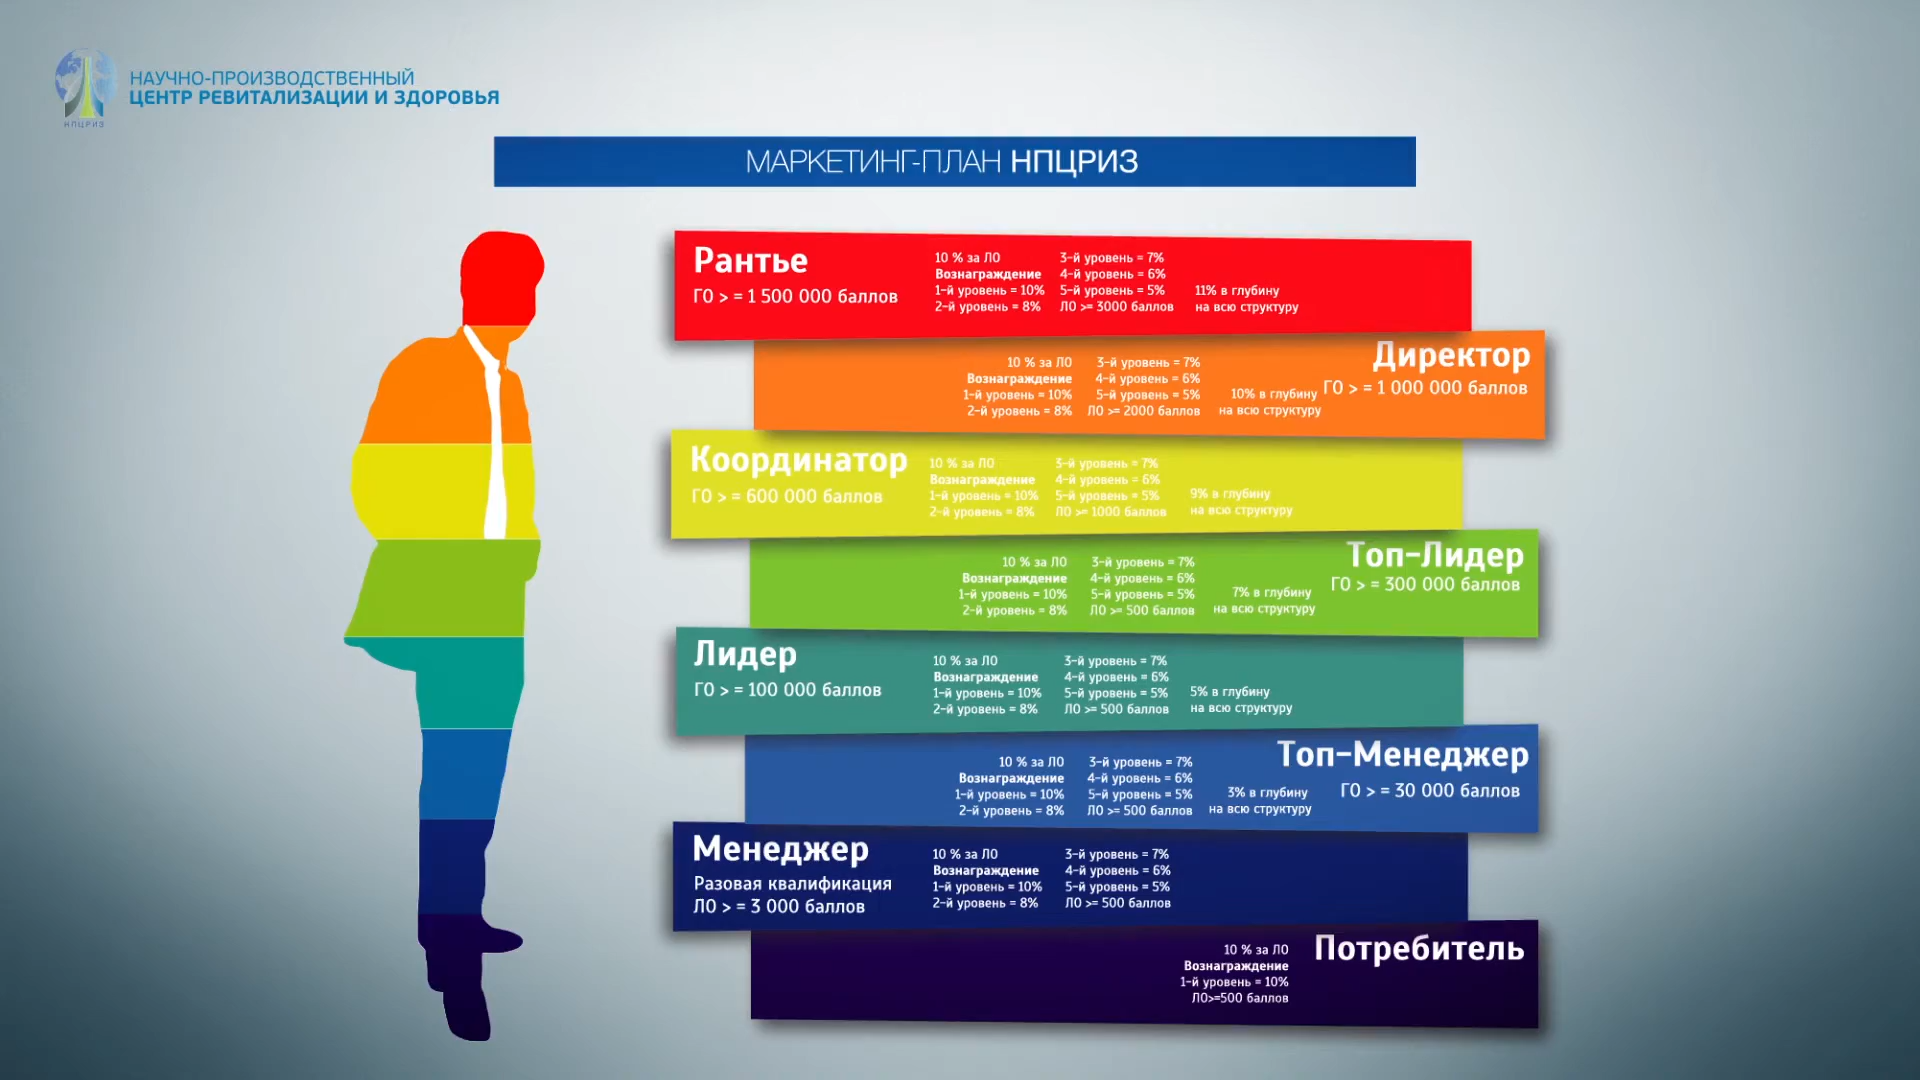 НАУЧНО-ПРОИЗВОДСТВЕННЫЙ
ЦЕНТР РЕВИТАЛИЗАЦИИ И ЗДОРОВЬЯ
НПЦРИЗ
МАРКЕТИНГ-ПЛАН НПЦРИЗ
Рантье
ГО > = 1 500 000 баллов
10 % за ЛО
Вознаграждение
1-й уровень = 10%
2-й уровень = 8%
3-й уровень = 7%
4-й уровень = 6%
5-й уровень = 5%
ЛО >= 3000 баллов
11% в глубину
на всю структуру
Директор
ГО > = 1 000 000 баллов
10 % за ЛО
Вознаграждение
1-й уровень = 10%
2-й уровень = 8%
3-й уровень = 7%
4-й уровень = 6%
5-й уровень = 5%
ЛО >= 2000 баллов
10% в глубину
на всю структуру
Координатор
ГО > = 600 000 баллов
10 % за ЛО
Вознаграждение
1-й уровень = 10%
2-й уровень = 8%
3-й уровень = 7%
4-й уровень = 6%
5-й уровень = 5%
ЛО >= 1000 баллов
9% в глубину
на всю структуру
Топ-Лидер
ГО > = 300 000 баллов
10 % за ЛО
Вознаграждение
1-й уровень = 10%
2-й уровень = 8%
3-й уровень = 7%
4-й уровень = 6%
5-й уровень = 5%
ЛО >= 500 баллов
7% в глубину
на всю структуру
Лидер
ГО > = 100 000 баллов
10 % за ЛО
Вознаграждение
1-й уровень = 10%
2-й уровень = 8%
3-й уровень = 7%
4-й уровень = 6%
5-й уровень = 5%
ЛО >= 500 баллов
5% в глубину
на всю структуру
Топ-Менеджер
ГО > = 30 000 баллов
10 % за ЛО
Вознаграждение
1-й уровень = 10%
2-й уровень = 8%
3-й уровень = 7%
4-й уровень = 6%
5-й уровень = 5%
ЛО >= 500 баллов
3% в глубину
на всю структуру
Менеджер
Разовая квалификация
ЛО > = 3 000 баллов
10 % за ЛО
Вознаграждение
1-й уровень = 10%
2-й уровень = 8%
3-й уровень = 7%
4-й уровень = 6%
5-й уровень = 5%
ЛО >= 500 баллов
Потребитель
10 % за ЛО
Вознаграждение
1-й уровень = 10%
ЛО>=500 баллов